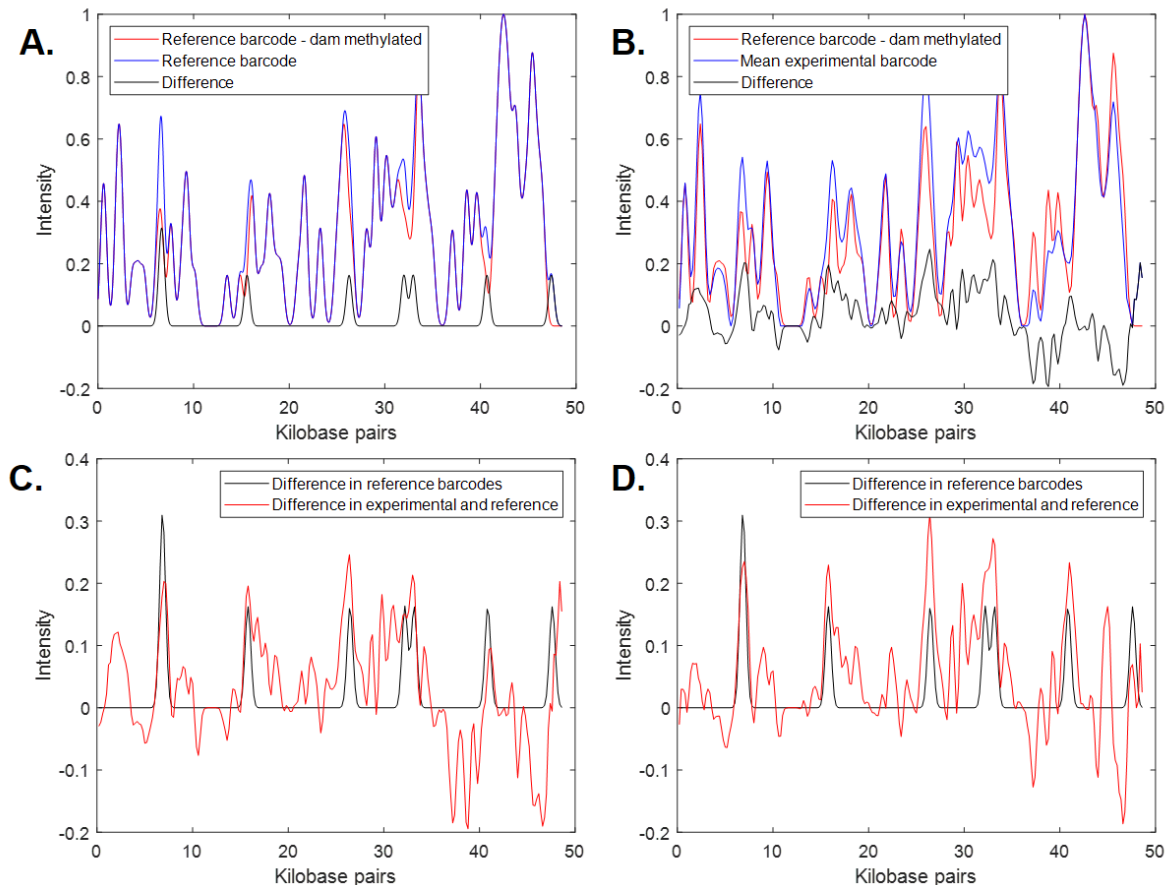 A.
Reference barcode - dam methylated
Reference barcode
Difference
Intensity
1
0.8
0.6
0.4
0.2
0
-0.2
0 10 20 30 40 50
Kilobase pairs
B.
Reference barcode - dam methylated
Mean experimental barcode
Difference
Intensity
1
0.8
0.6
0.4
0.2
0
-0.2
0 10 20 30 40 50
Kilobase pairs
C.
Difference in reference barcodes
Difference in experimental and reference
Intensity
0.4
0.3
0.2
0.1
0
-0.1
-0.2
0 10 20 30 40 50
Kilobase pairs
D.
Difference in reference barcodes
Difference in experimental and reference
Intensity
0.4
0.3
0.2
0.1
0
-0.1
-0.2
0 10 20 30 40 50
Kilobase pairs